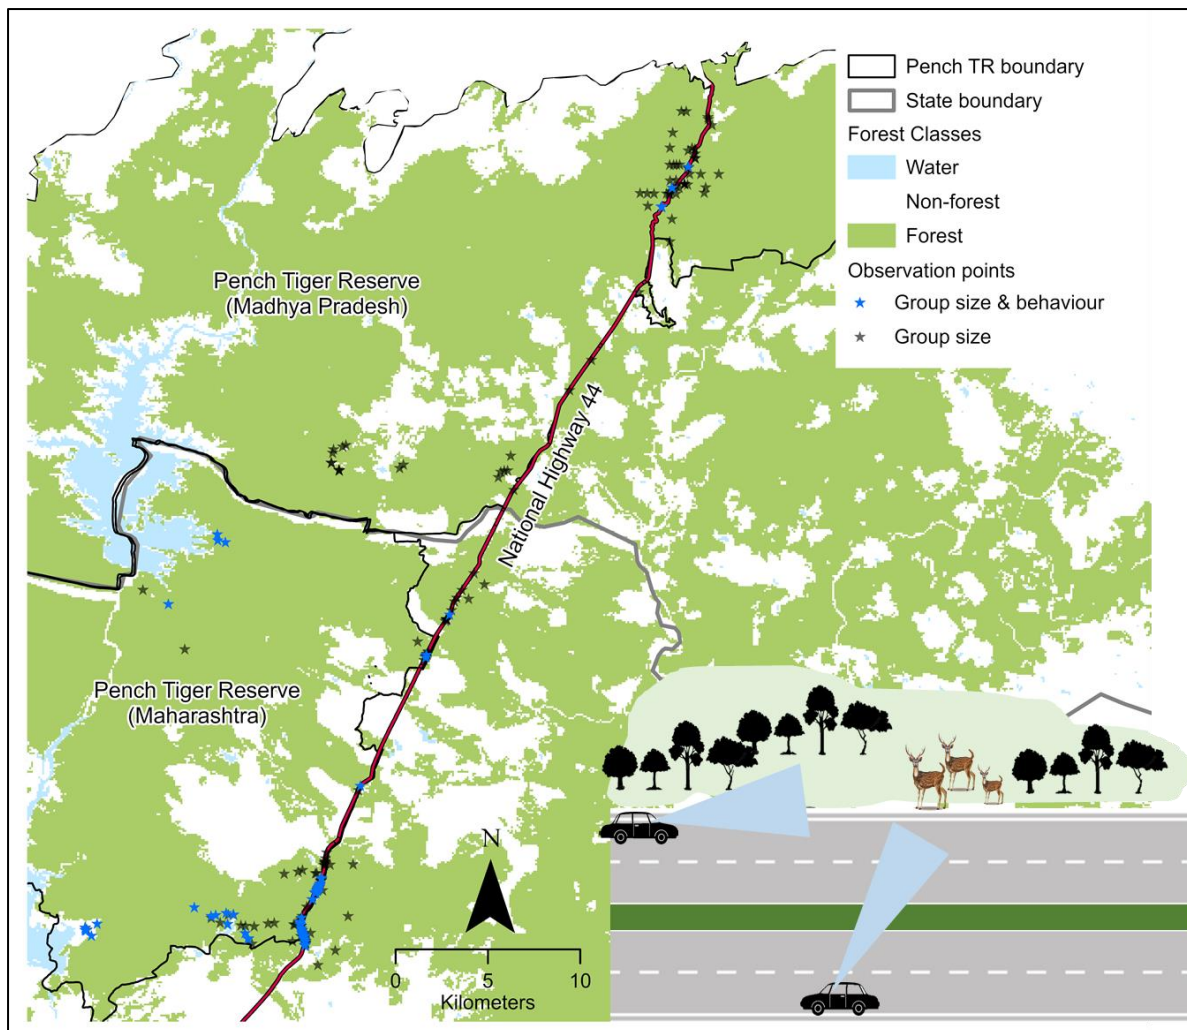 Pench TR boundary
State boundary
Forest Classes
Water
Non-forest
Forest
Observation points
Group size & behaviour
Group size
Pench Tiger Reserve
(Madhya Pradesh)
National Highway 44
Pench Tiger Reserve
(Maharashtra)
N
0 5 10
Kilometers